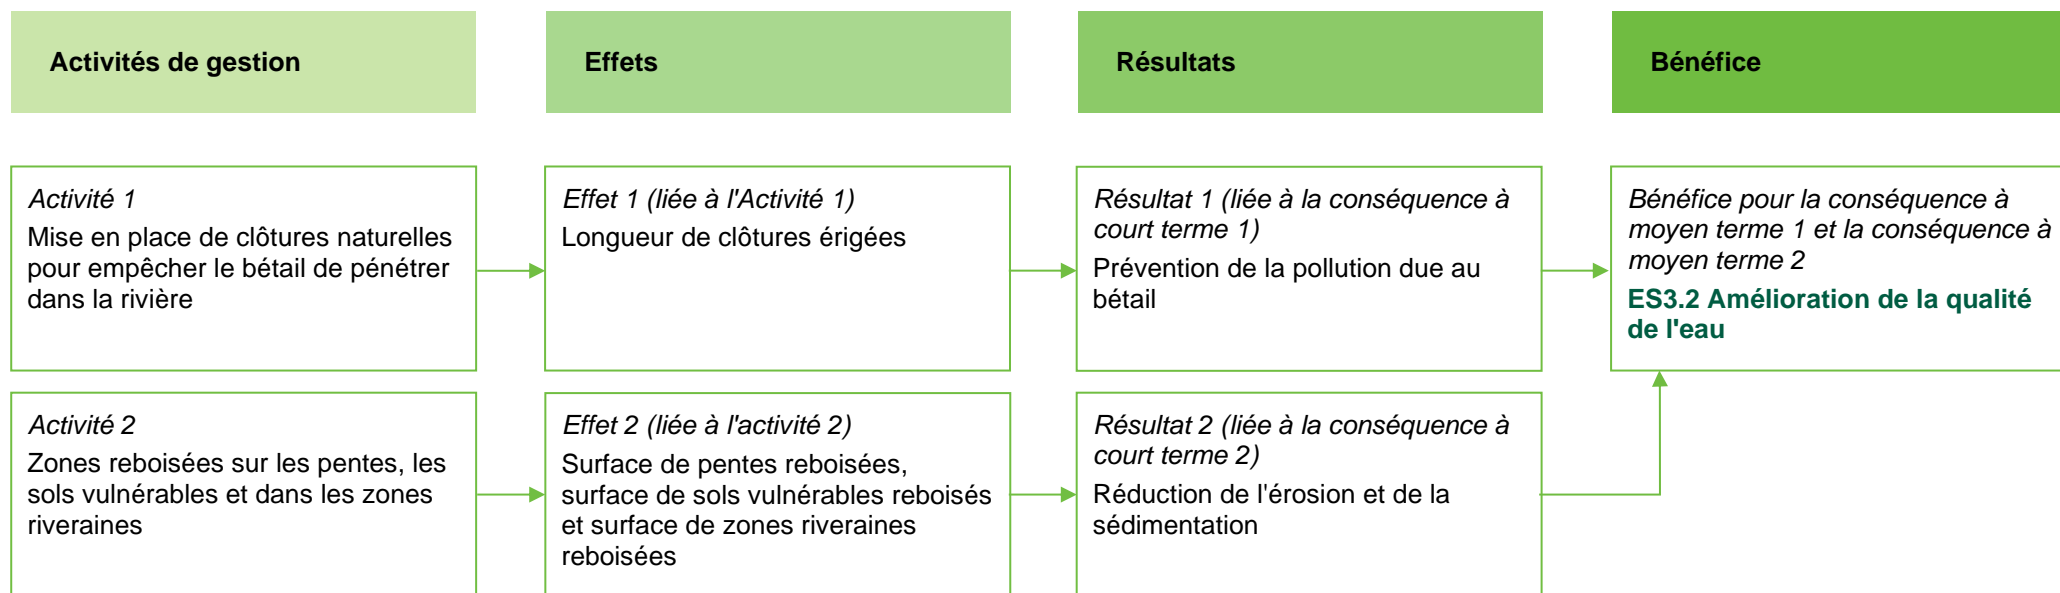 Activités de gestion
Effets
Résultats
Bénéfice
Activité 1
Mise en place de clôtures naturelles
pour empêcher le bétail de pénétrer
dans la rivière
Effet 1 (liée à l'Activité 1)
Longueur de clôtures érigées
Résultat 1 (liée à la conséquence à
court terme 1)
Prévention de la pollution due au
bétail
Bénéfice pour la conséquence à
moyen terme 1 et la conséquence à
moyen terme 2
ES3.2 Amélioration de la qualité
de l'eau
Activité 2
Zones reboisées sur les pentes, les
sols vulnérables et dans les zones
riveraines
Effet 2 (liée à l'activité 2)
Surface de pentes reboisées,
surface de sols vulnérables reboisés
et surface de zones riveraines
reboisées
Résultat 2 (liée à la conséquence à
court terme 2)
Réduction de l'érosion et de la
sédimentation